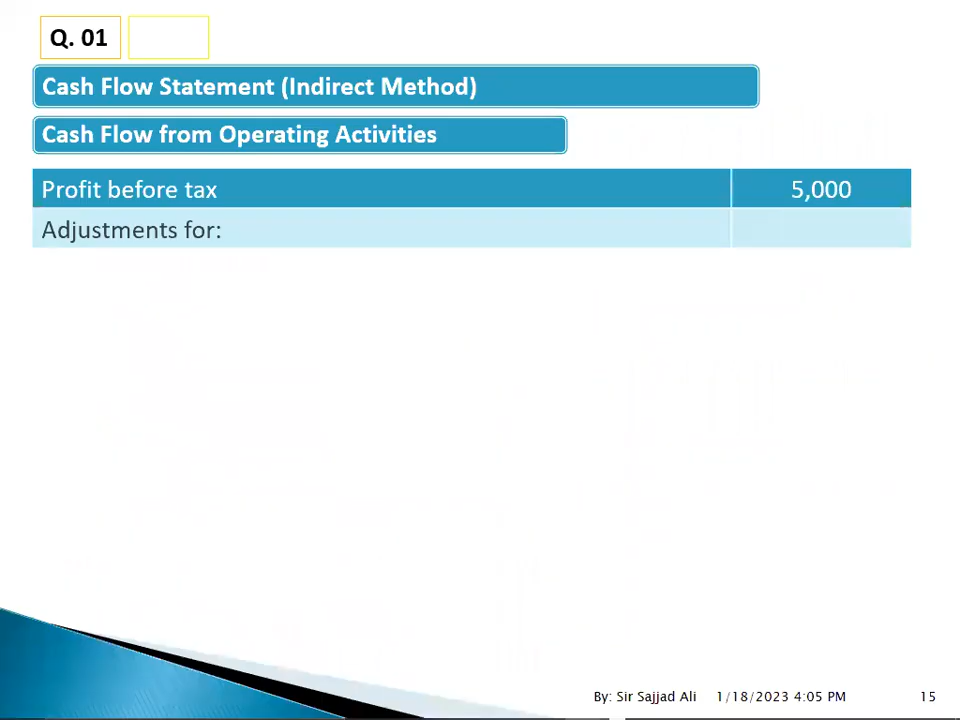 Q. 01
Cash Flow Statement (Indirect Method)
Cash Flow from Operating Activities
Profit before tax 5,000
Adjustments for:
By: Sir Sajjad Ali 1/18/2023 4:05 PM 15